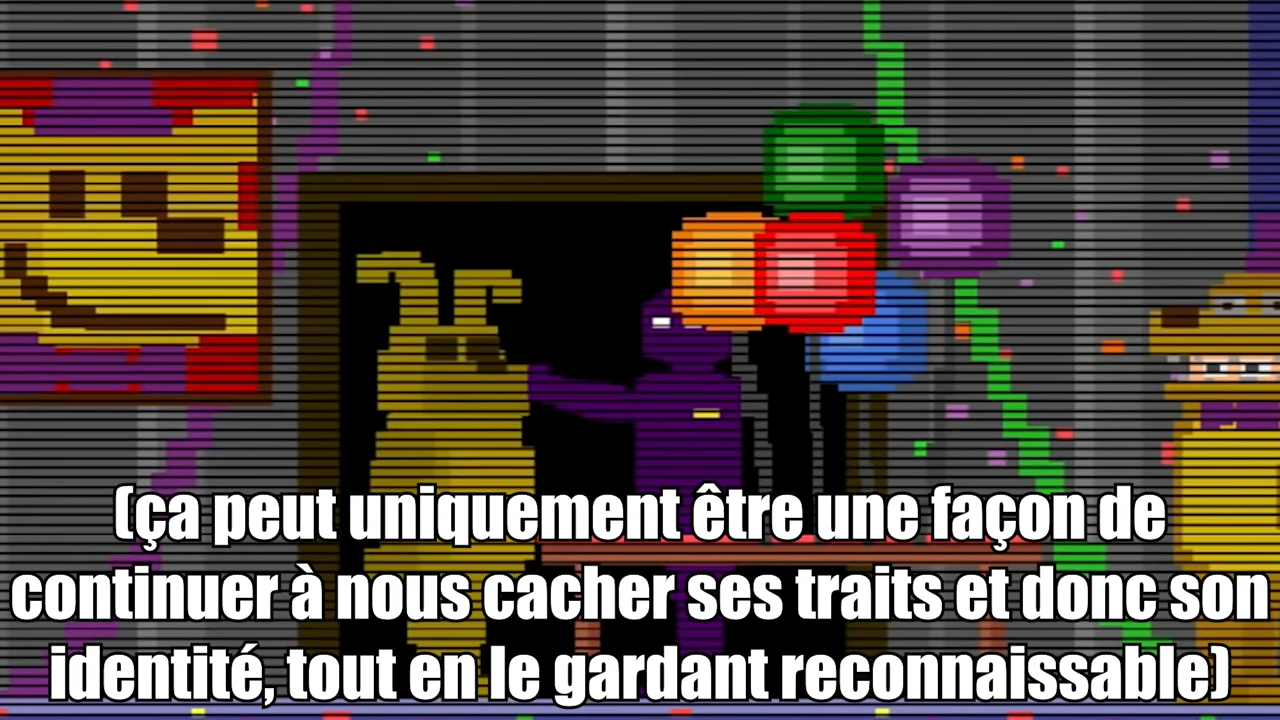 (ça peut uniquement être une façon de
continuer à nous cacher ses traits et donc son
identité, tout en le gardant reconnaissable)